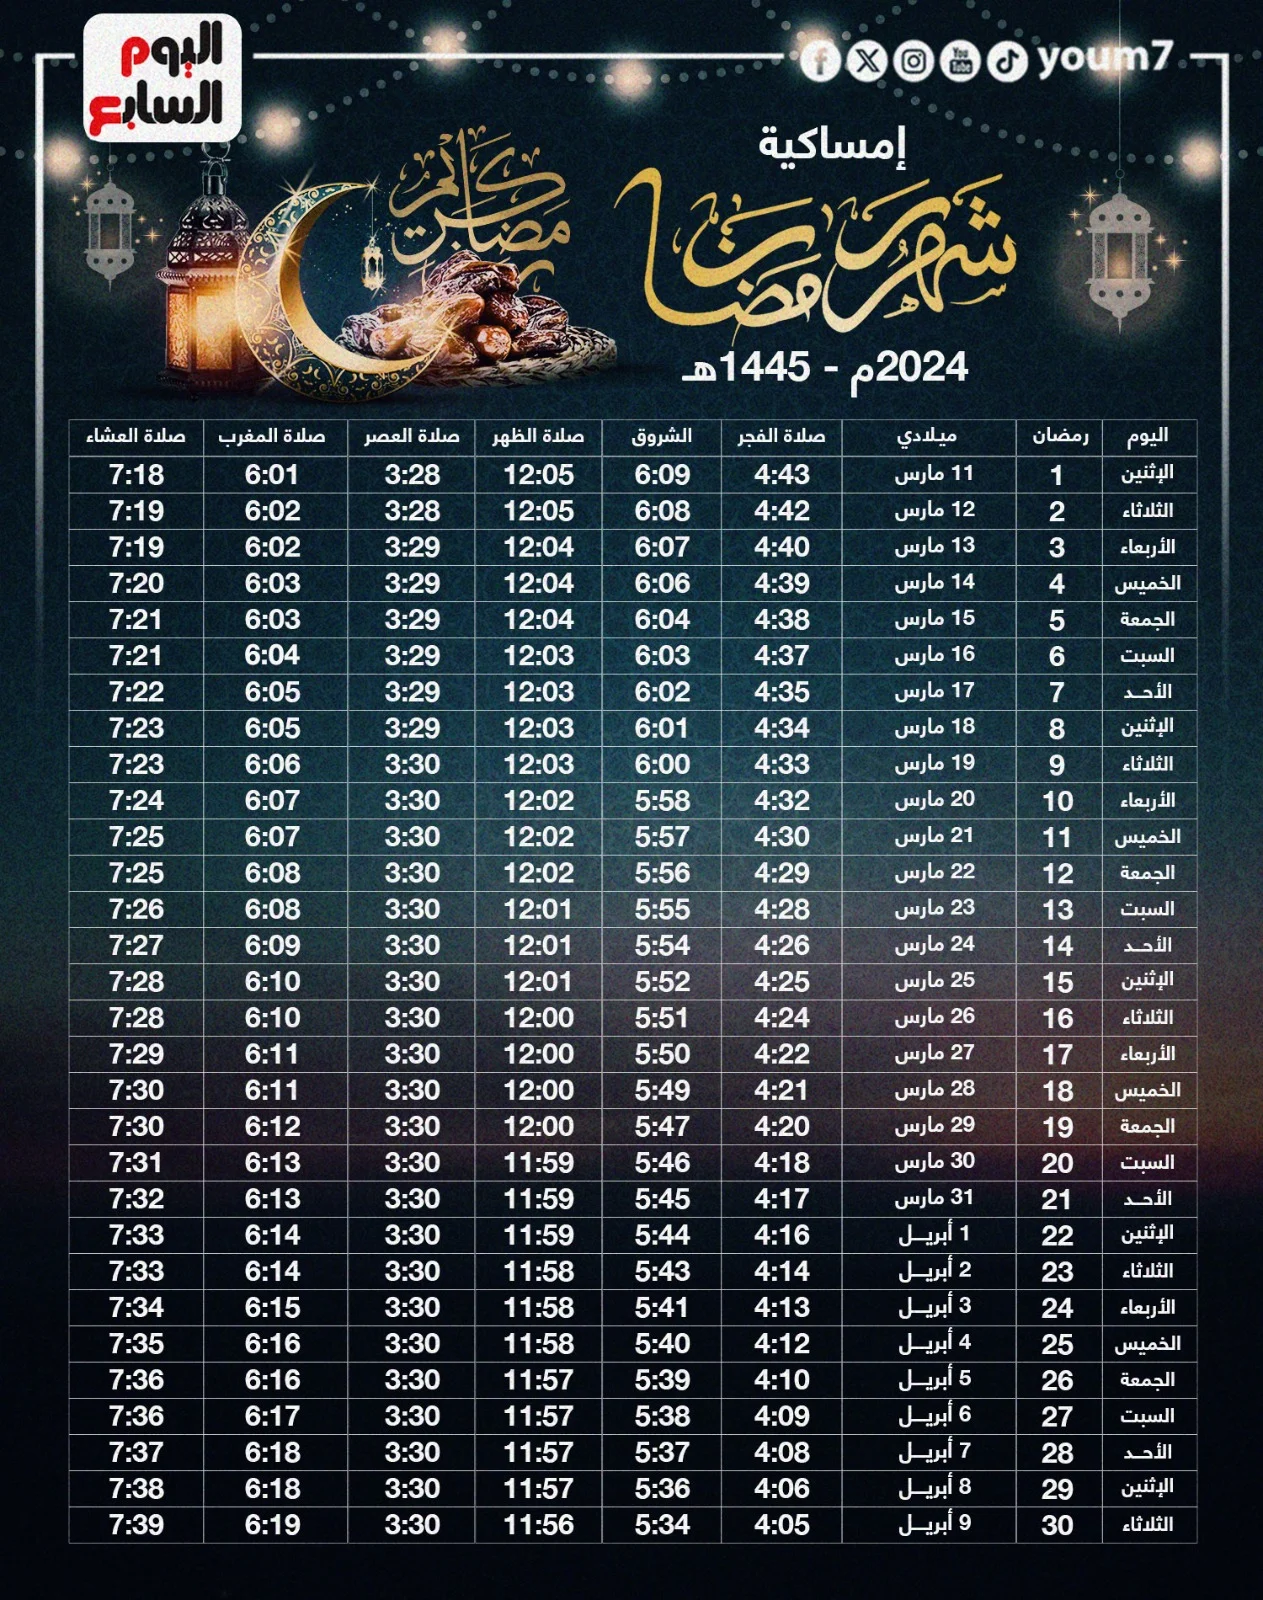 اليوم
السابع
youm7
You
Tube
إمساكية
شهر رمضان
رمضان كريم
2024م - 1445هـ
اليوم رمضان ميلادي صلاة الفجر الشروق صلاة الظهر صلاة العصر صلاة المغرب صلاة العشاء
الإثنين 1 11 مارس 4:43 6:09 12:05 3:28 6:01 7:18
الثلاثاء 2 12 مارس 4:42 6:08 12:05 3:28 6:02 7:19
الأربعاء 3 13 مارس 4:40 6:07 12:04 3:29 6:02 7:19
الخميس 4 14 مارس 4:39 6:06 12:04 3:29 6:03 7:20
الجمعة 5 15 مارس 4:38 6:04 12:04 3:29 6:03 7:21
السبت 6 16 مارس 4:37 6:03 12:03 3:29 6:04 7:21
الأحــد 7 17 مارس 4:35 6:02 12:03 3:29 6:05 7:22
الإثنين 8 18 مارس 4:34 6:01 12:03 3:29 6:05 7:23
الثلاثاء 9 19 مارس 4:33 6:00 12:03 3:30 6:06 7:23
الأربعاء 10 20 مارس 4:32 5:58 12:02 3:30 6:07 7:24
الخميس 11 21 مارس 4:30 5:57 12:02 3:30 6:07 7:25
الجمعة 12 22 مارس 4:29 5:56 12:02 3:30 6:08 7:25
السبت 13 23 مارس 4:28 5:55 12:01 3:30 6:08 7:26
الأحــد 14 24 مارس 4:26 5:54 12:01 3:30 6:09 7:27
الإثنين 15 25 مارس 4:25 5:52 12:01 3:30 6:10 7:28
الثلاثاء 16 26 مارس 4:24 5:51 12:00 3:30 6:10 7:28
الأربعاء 17 27 مارس 4:22 5:50 12:00 3:30 6:11 7:29
الخميس 18 28 مارس 4:21 5:49 12:00 3:30 6:11 7:30
الجمعة 19 29 مارس 4:20 5:47 12:00 3:30 6:12 7:30
السبت 20 30 مارس 4:18 5:46 11:59 3:30 6:13 7:31
الأحــد 21 31 مارس 4:17 5:45 11:59 3:30 6:13 7:32
الإثنين 22 1 أبريــل 4:16 5:44 11:59 3:30 6:14 7:33
الثلاثاء 23 2 أبريــل 4:14 5:43 11:58 3:30 6:14 7:33
الأربعاء 24 3 أبريــل 4:13 5:41 11:58 3:30 6:15 7:34
الخميس 25 4 أبريــل 4:12 5:40 11:58 3:30 6:16 7:35
الجمعة 26 5 أبريــل 4:10 5:39 11:57 3:30 6:16 7:36
السبت 27 6 أبريــل 4:09 5:38 11:57 3:30 6:17 7:36
الأحــد 28 7 أبريــل 4:08 5:37 11:57 3:30 6:18 7:37
الإثنين 29 8 أبريــل 4:06 5:36 11:57 3:30 6:18 7:38
الثلاثاء 30 9 أبريــل 4:05 5:34 11:56 3:30 6:19 7:39